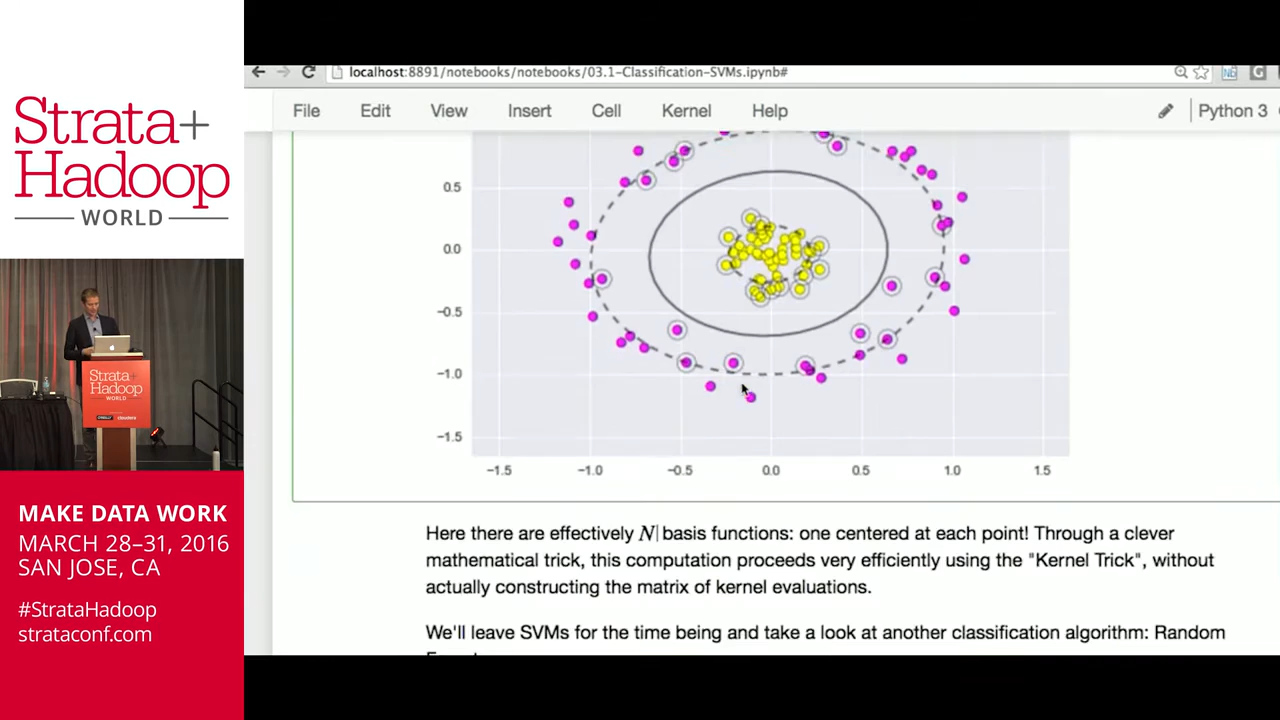 Strata+
Hadoop
WORLD
MAKE DATA WORK
MARCH 28–31, 2016
SAN JOSE, CA
#StrataHadoop
strataconf.com
Strata+
Hadoop
WORLD
localhost:8891/notebooks/notebooks/03.1-Classification-SVMs.ipynb#
File Edit View Insert Cell Kernel Help Python 3
0.5
0.0
−0.5
−1.0
−1.5
−1.5 −1.0 −0.5 0.0 0.5 1.0 1.5
Here there are effectively N basis functions: one centered at each point! Through a clever
mathematical trick, this computation proceeds very efficiently using the "Kernel Trick", without
actually constructing the matrix of kernel evaluations.
We'll leave SVMs for the time being and take a look at another classification algorithm: Random